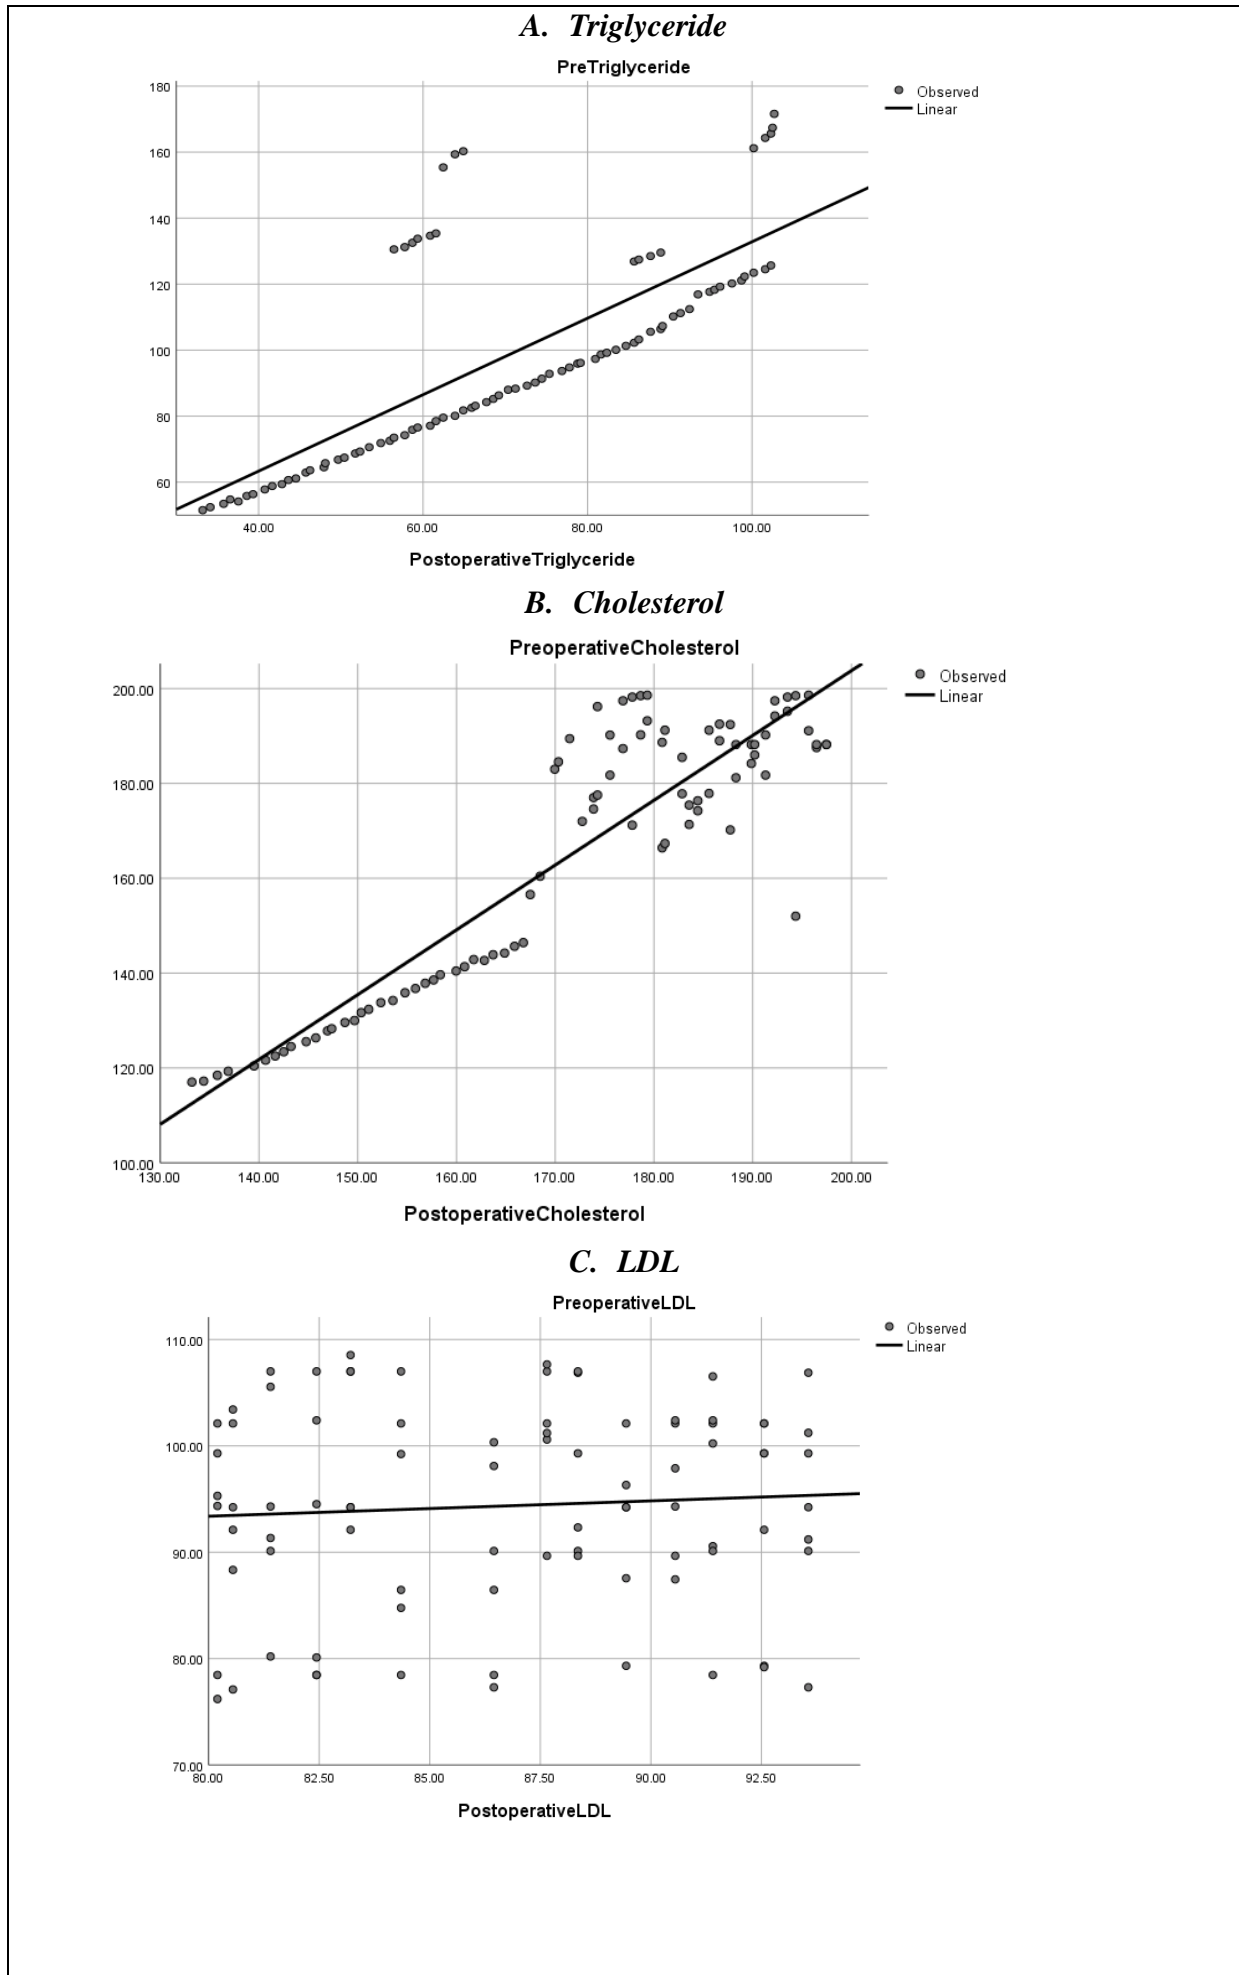 A. Triglyceride
PreTriglyceride
180
160
140
120
100
80
60
Observed
Linear
40.00 60.00 80.00 100.00
PostoperativeTriglyceride
B. Cholesterol
PreoperativeCholesterol
200.00
180.00
160.00
140.00
120.00
100.00
Observed
Linear
130.00 140.00 150.00 160.00 170.00 180.00 190.00 200.00
PostoperativeCholesterol
C. LDL
PreoperativeLDL
110.00
100.00
90.00
80.00
70.00
Observed
Linear
80.00 82.50 85.00 87.50 90.00 92.50
PostoperativeLDL